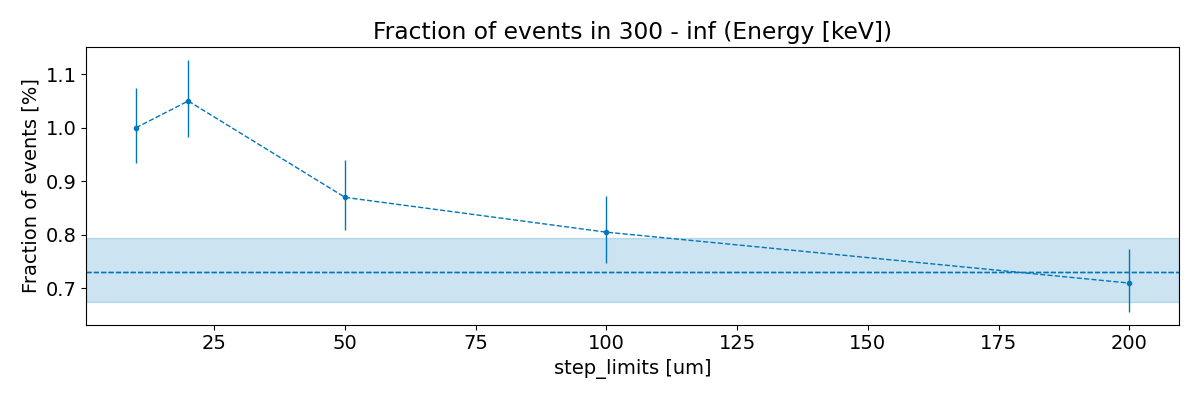 Fraction of events in 300 - inf (Energy [keV])
Fraction of events [%]
1.1
1.0
0.9
0.8
0.7
25 50 75 100 125 150 175 200
step_limits [um]